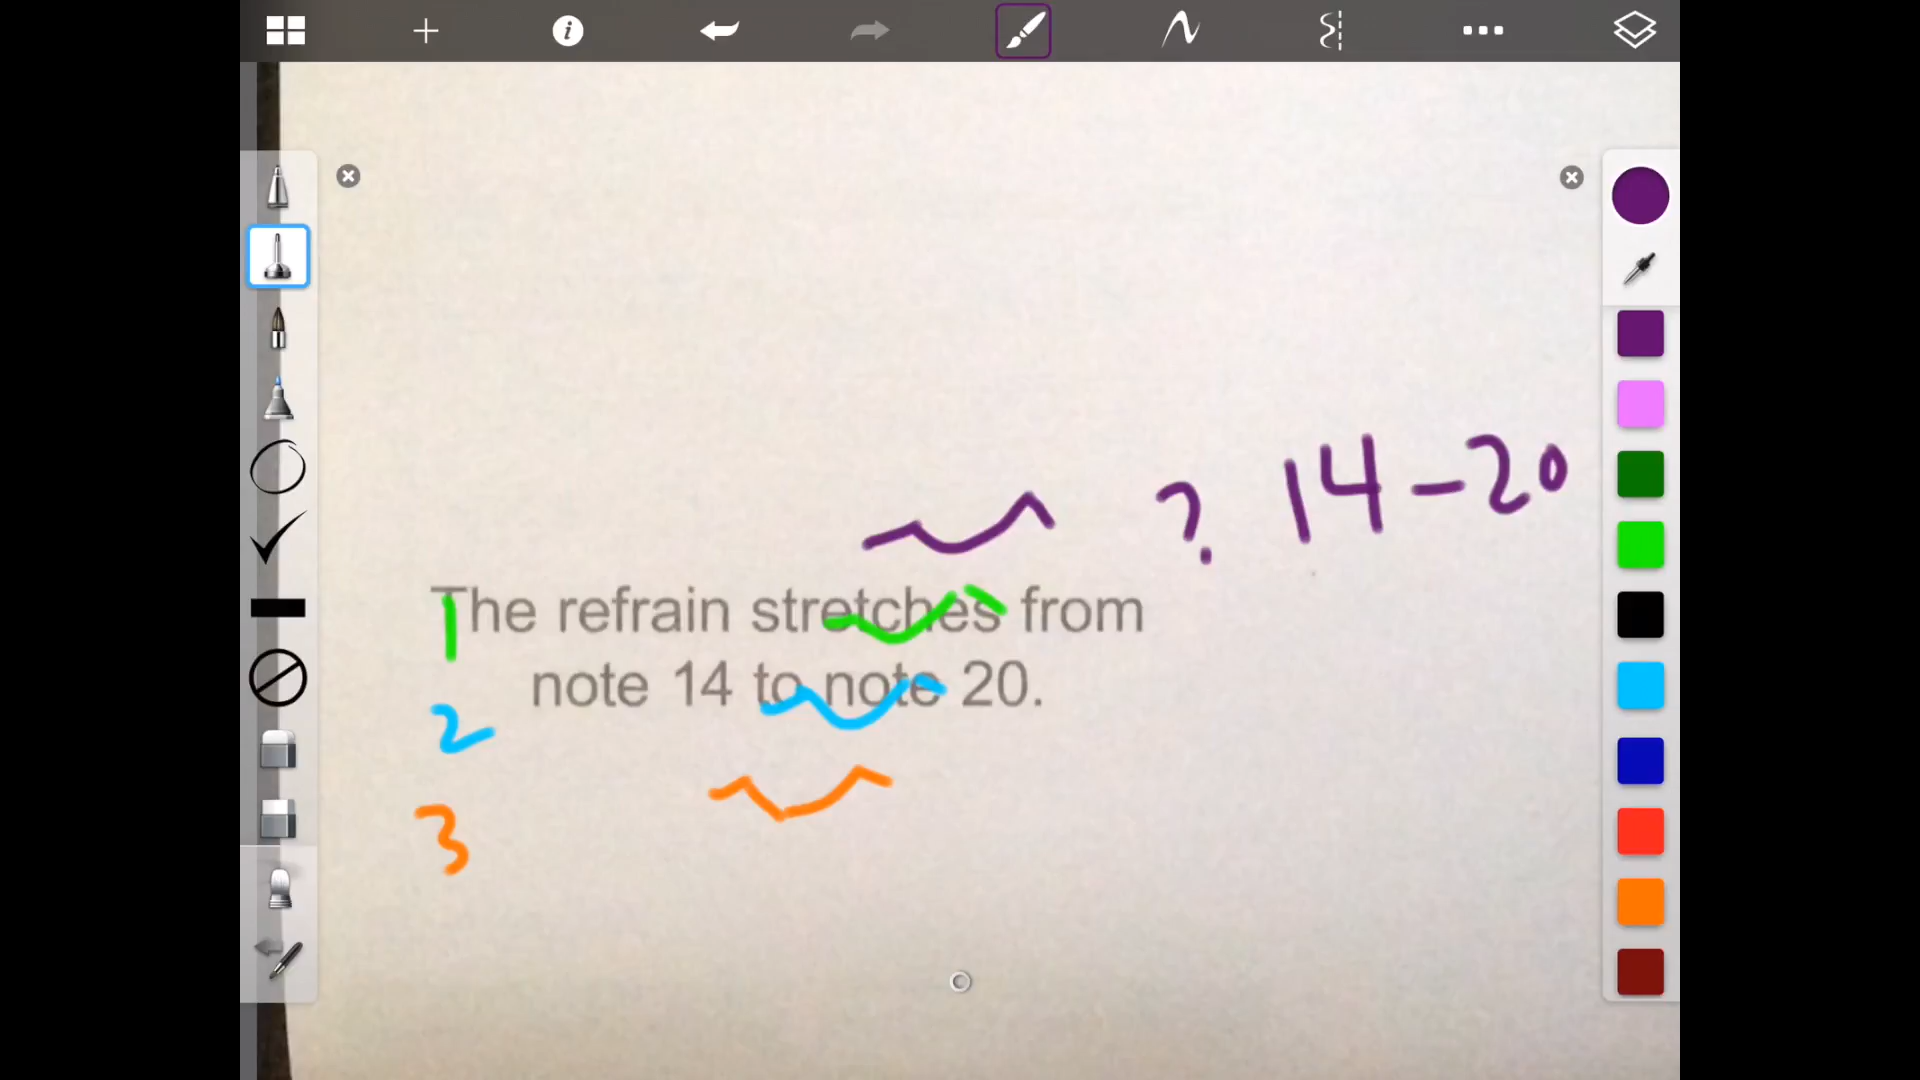 ? 14-20
The refrain stretches from
note 14 to note 20.
1
2
3